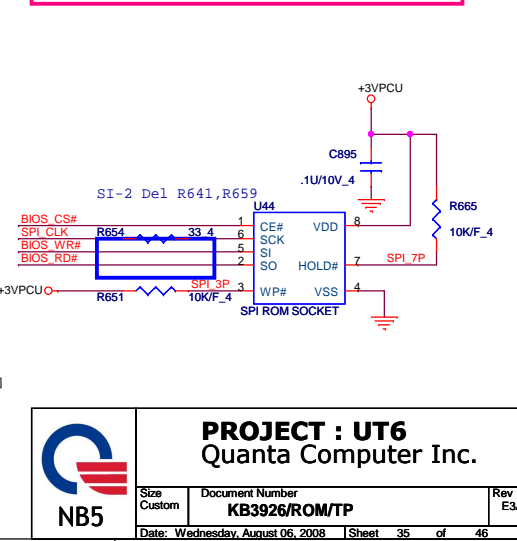 +3VPCU
C895
.1U/10V_4
SI-2 Del R641,R659
U44
R665
10K/F_4
BIOS_CS#
1
CE#
VDD
8
SPI_CLK
R654
33_4
6
SCK
BIOS_WR#
5
SI
BIOS_RD#
2
SO
HOLD#
7
SPI_7P
+3VPCU
R651
SPI_3P
10K/F_4
3
WP#
VSS
4
SPI ROM SOCKET
PROJECT : UT6
Quanta Computer Inc.
NB5
Size
Custom
Document Number
KB3926/ROM/TP
Rev
Date: Wednesday, August 06, 2008
Sheet 35 of 46